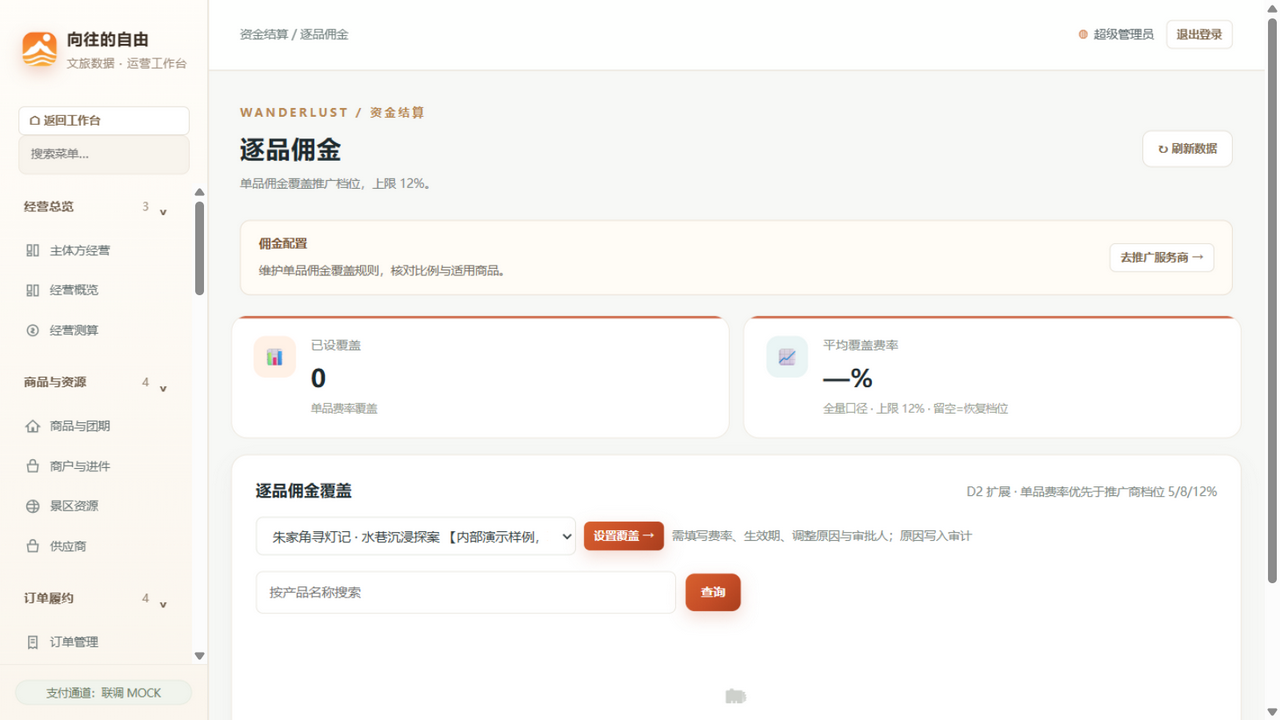 向往的自由
文旅数据 · 运营工作台
返回工作台
搜索菜单...
经营总览 3
主体方经营
经营概览
经营测算
商品与资源 4
商品与团期
商户与进件
景区资源
供应商
订单履约 4
订单管理
支付通道：联调 MOCK
资金结算 / 逐品佣金
超级管理员
退出登录
WANDERLUST / 资金结算
逐品佣金
单品佣金覆盖推广档位，上限 12%。
↻ 刷新数据
佣金配置
维护单品佣金覆盖规则，核对比例与适用商品。
去推广服务商 →
已设覆盖
0
单品费率覆盖
平均覆盖费率
—%
全量口径 · 上限 12% · 留空=恢复档位
逐品佣金覆盖
D2 扩展 · 单品费率优先于推广商档位 5/8/12%
朱家角寻灯记 · 水巷沉浸探案 【内部演示样例,
设置覆盖 →
需填写费率、生效期、调整原因与审批人；原因写入审计
按产品名称搜索
查询